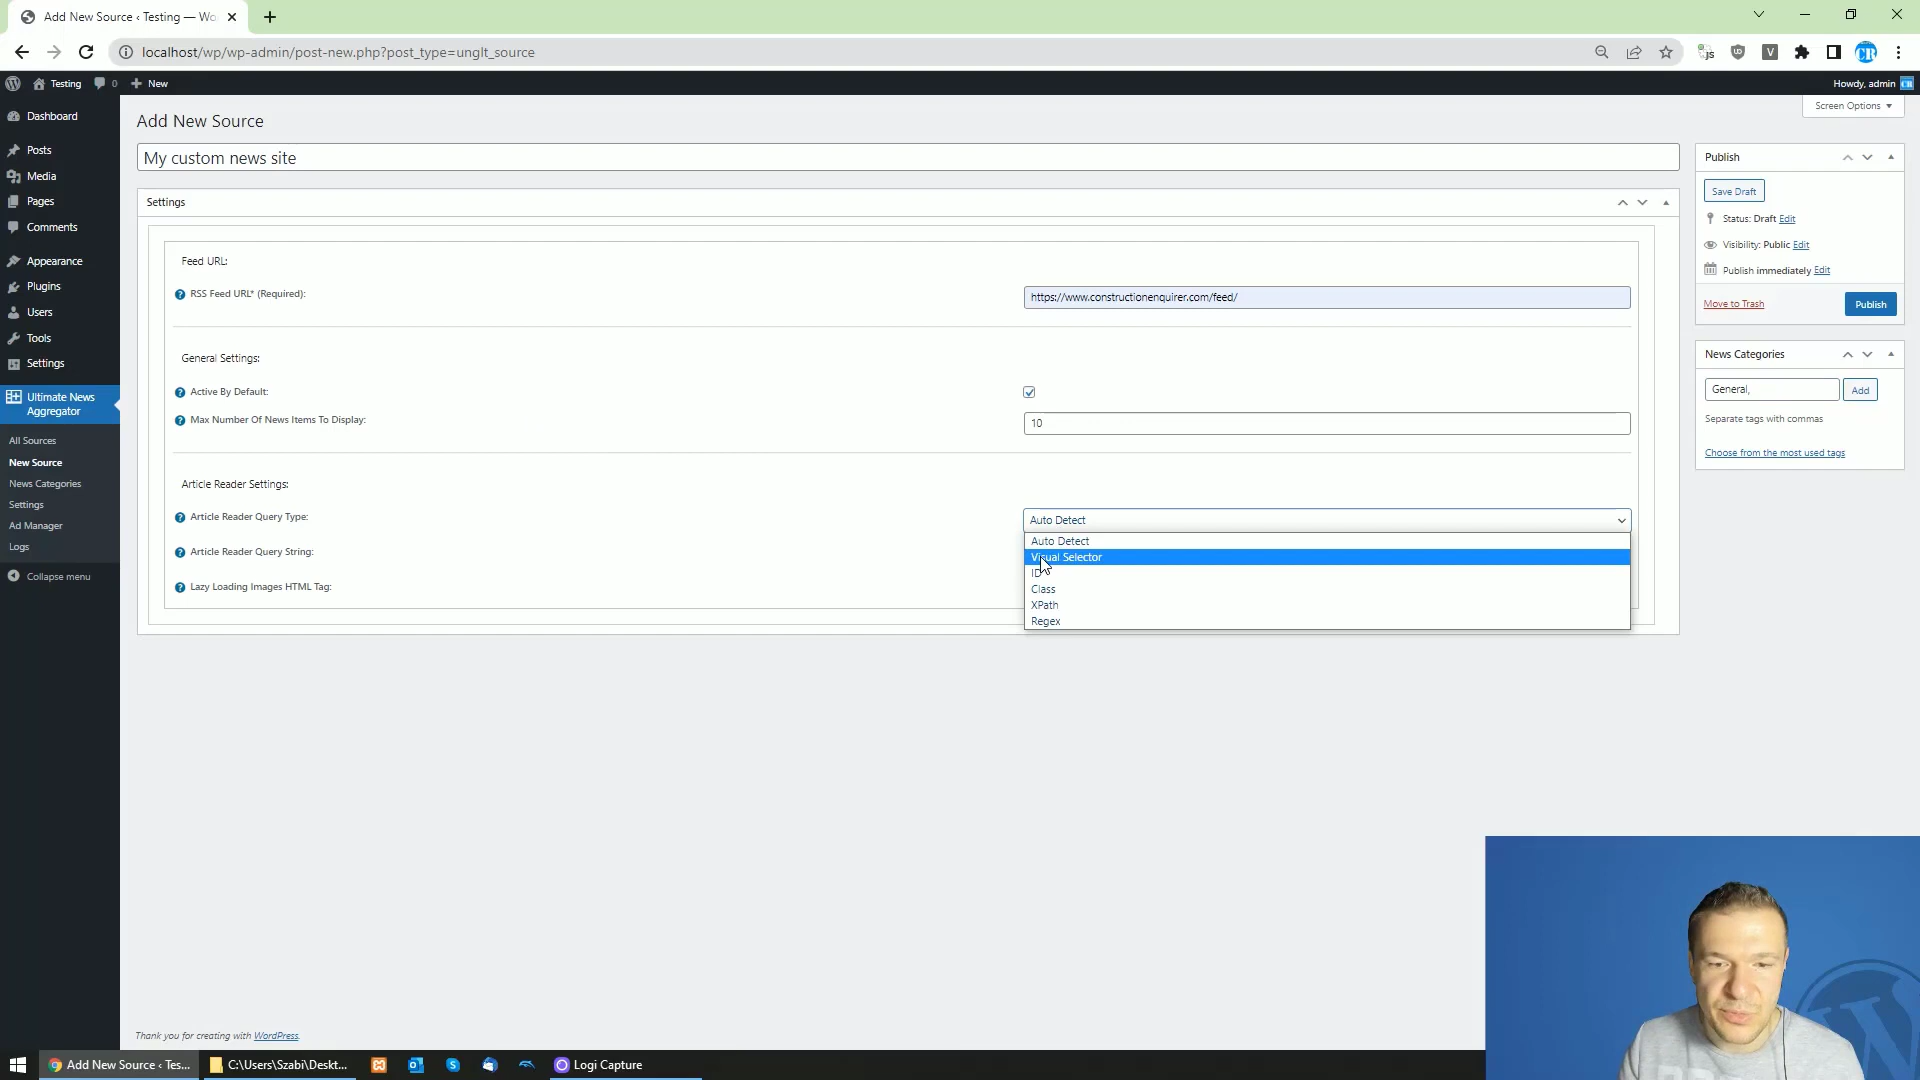 Add New Source ‹ Testing — Wo
localhost/wp/wp-admin/post-new.php?post_type=unglt_source
Testing
0
New
Howdy, admin
Screen Options
Dashboard
Posts
Media
Pages
Comments
Appearance
Plugins
Users
Tools
Settings
Ultimate News
Aggregator
All Sources
New Source
News Categories
Settings
Ad Manager
Logs
Collapse menu
Add New Source
My custom news site
Settings
Feed URL:
RSS Feed URL* (Required):
https://www.constructionenquirer.com/feed/
General Settings:
Active By Default:
Max Number Of News Items To Display:
10
Article Reader Settings:
Article Reader Query Type:
Auto Detect
Auto Detect
Visual Selector
ID
Class
XPath
Regex
Article Reader Query String:
Lazy Loading Images HTML Tag:
Publish
Save Draft
Status: Draft Edit
Visibility: Public Edit
Publish immediately Edit
Move to Trash
Publish
News Categories
General,
Add
Separate tags with commas
Choose from the most used tags
Thank you for creating with WordPress.
Add New Source ‹ Tes...
C:\Users\Szabi\Deskt...
Logi Capture